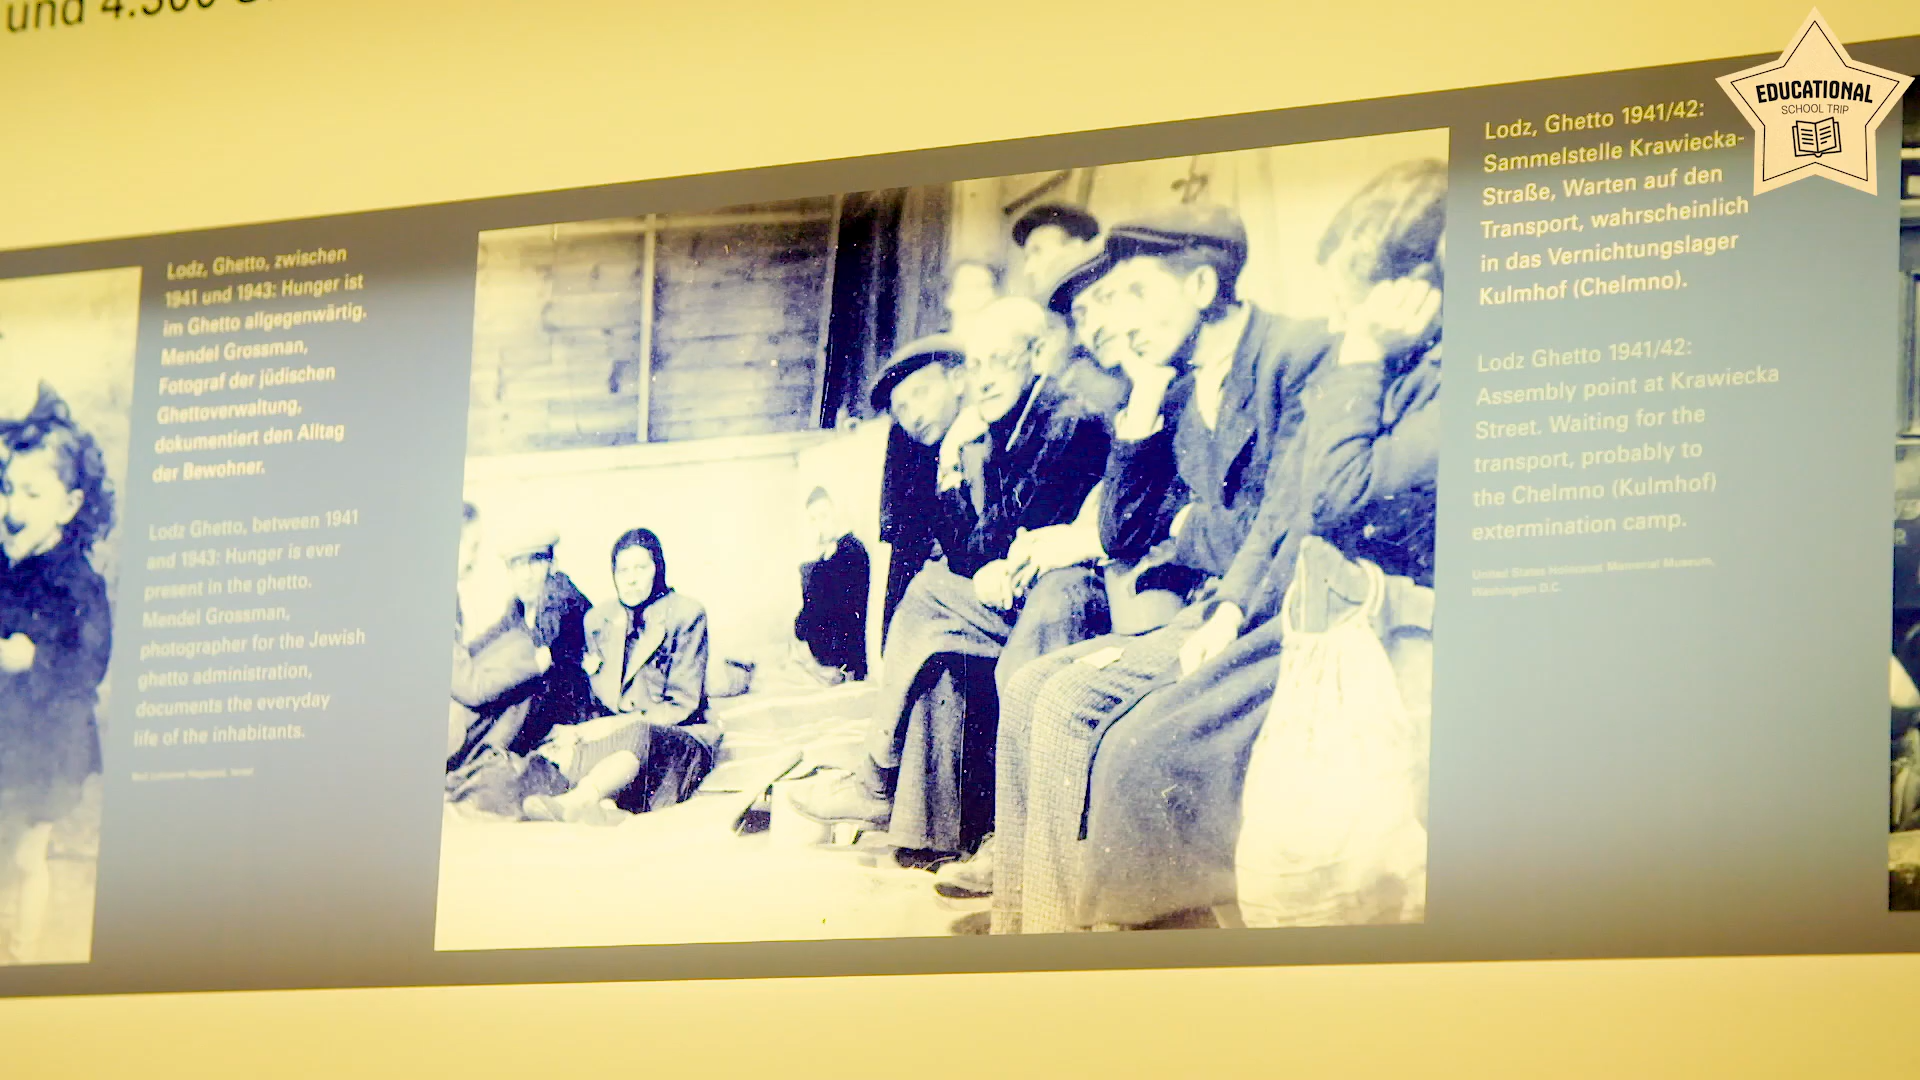 und 4.300
EDUCATIONAL
SCHOOL TRIP
Lodz, Ghetto, zwischen
1941 und 1943: Hunger ist
im Ghetto allgegenwärtig.
Mendel Grossman,
Fotograf der jüdischen
Ghettoverwaltung,
dokumentiert den Alltag
der Bewohner.
Lodz Ghetto, between 1941
and 1943: Hunger is ever
present in the ghetto.
Mendel Grossman,
photographer for the Jewish
ghetto administration,
documents the everyday
life of the inhabitants.
Lodz, Ghetto 1941/42:
Sammelstelle Krawiecka-
Straße, Warten auf den
Transport, wahrscheinlich
in das Vernichtungslager
Kulmhof (Chelmno).
Lodz Ghetto 1941/42:
Assembly point at Krawiecka
Street. Waiting for the
transport, probably to
the Chelmno (Kulmhof)
extermination camp.
United States Holocaust Memorial Museum,
Washington D.C.